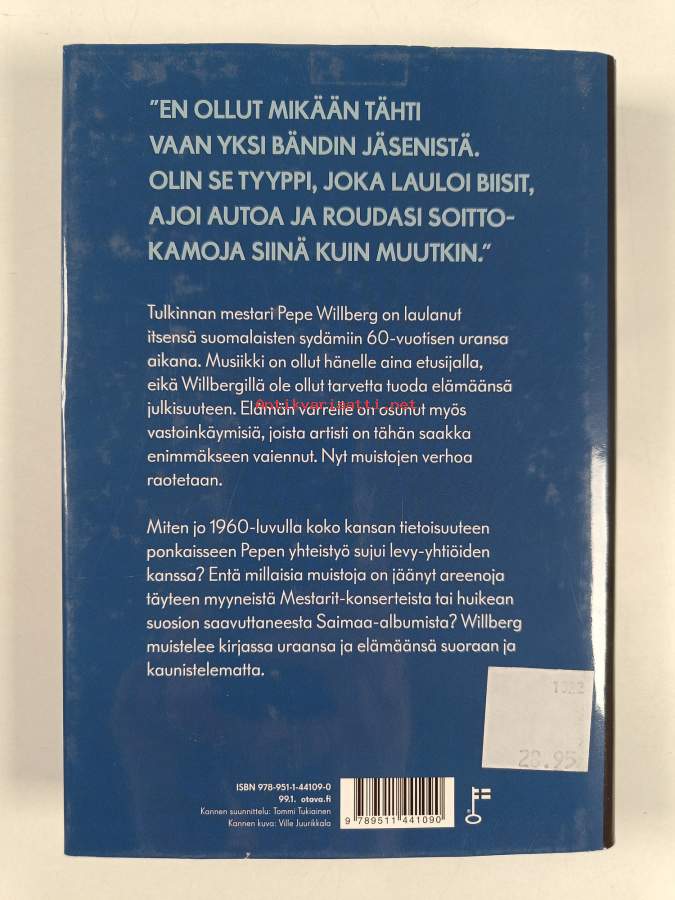 "EN OLLUT MIKÄÄN TÄHTI
VAAN YKSI BÄNDIN JÄSENISTÄ.
OLIN SE TYYPPI, JOKA LAULOI BIISIT,
AJOI AUTOA JA ROUDASI SOITTO-
KAMOJA SIINÄ KUIN MUUTKIN."
Tulkinnan mestari Pepe Willberg on laulanut
itsensä suomalaisten sydämiin 60-vuotisen uransa
aikana. Musiikki on ollut hänelle aina etusijalla,
eikä Willbergillä ole ollut tarvetta tuoda elämäänsä
Antikvariaatti.net
julkisuuteen. Elämän varrelle on osunut myös
vastoinkäymisiä, joista artisti on tähän saakka
enimmäkseen vaiennut. Nyt muistojen verhoa
raotetaan.
Miten jo 1960-luvulla koko kansan tietoisuuteen
ponkaisseen Pepen yhteistyö sujui levy-yhtiöiden
kanssa? Entä millaisia muistoja on jäänyt areenoja
täyteen myyneistä Mestarit-konserteista tai huikean
suosion saavuttaneesta Saimaa-albumista? Willberg
muistelee kirjassa uraansa ja elämäänsä suoraan ja
kaunistelematta.
28.95
ISBN 978-951-1-44109-0
99.1. otava.fi
Kannen suunnittelu: Tommi Tukiainen
Kannen kuva: Ville Juurikkala
9 789511 441090